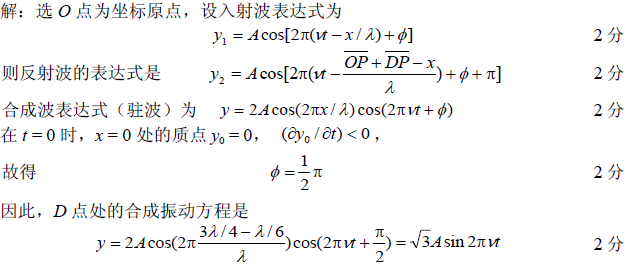 解：选 O 点为坐标原点，设入射波表达式为
y₁ = A cos[2π(νt − x/λ) + ϕ] 2 分
则反射波的表达式是 y₂ = A cos[2π(νt − (OP̅ + DP̅ − x)/λ) + ϕ + π] 2 分
合成波表达式（驻波）为 y = 2A cos(2πx/λ) cos(2πνt + ϕ) 2 分
在 t = 0 时，x = 0 处的质点 y₀ = 0， (∂y₀/∂t) < 0，
故得 ϕ = 1/2 π 2 分
因此，D 点处的合成振动方程是
y = 2A cos(2π (3λ/4 − λ/6)/λ) cos(2πνt + π/2) = √3 A sin 2πνt 2 分